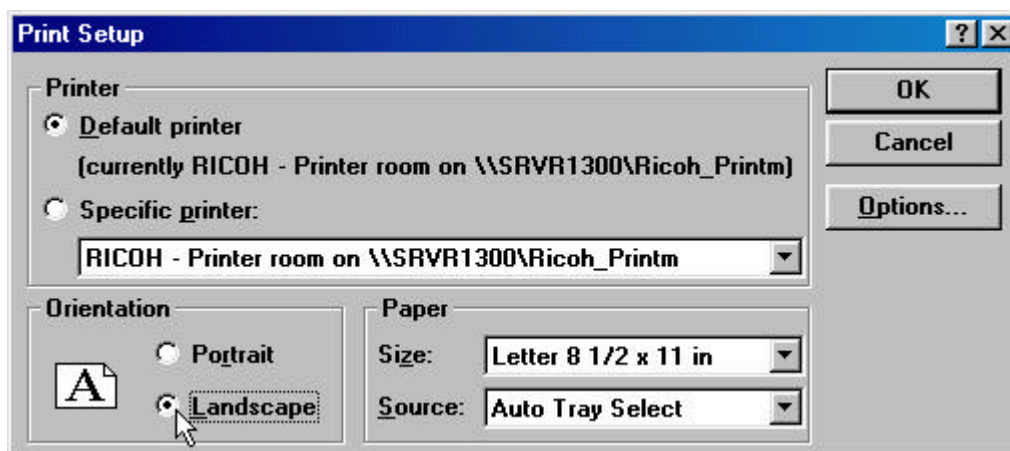 Print Setup
Printer
Default printer
(currently RICOH - Printer room on \\SRVR1300\Ricoh_Printm)
Specific printer:
RICOH - Printer room on \\SRVR1300\Ricoh_Printm
OK
Cancel
Options...
Orientation
A
Portrait
Landscape
Paper
Size: Letter 8 1/2 x 11 in
Source: Auto Tray Select